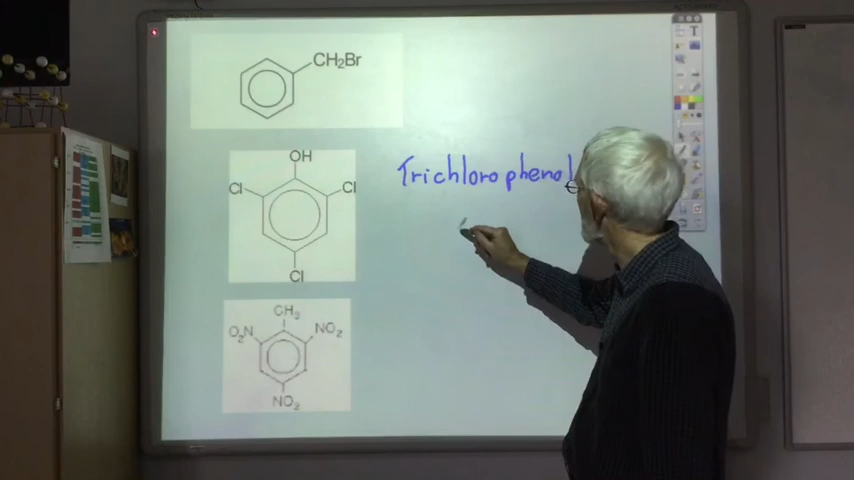 CH2Br
OH
Cl Cl
Trichlorophenol
Cl
CH3
O2N NO2
NO2